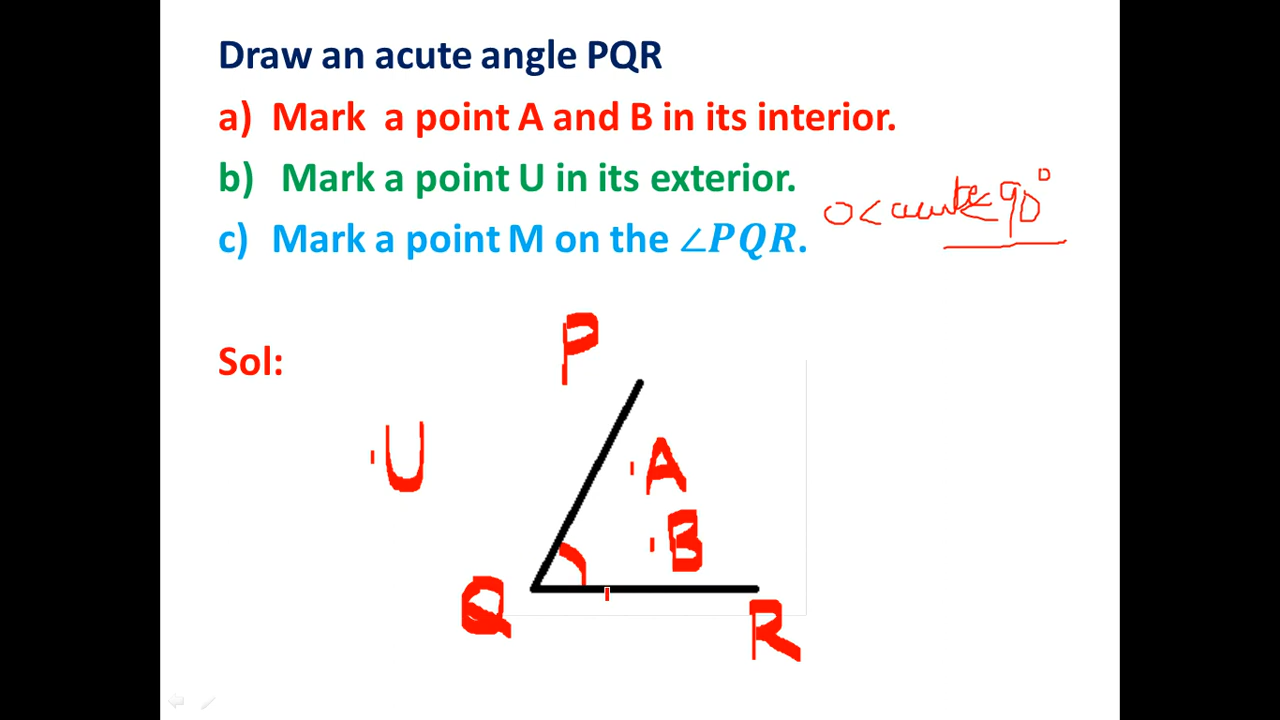 Draw an acute angle PQR
a) Mark a point A and B in its interior.
b) Mark a point U in its exterior.
c) Mark a point M on the ∠PQR.
0<acute<90°
Sol:
P
U
A
B
Q
R